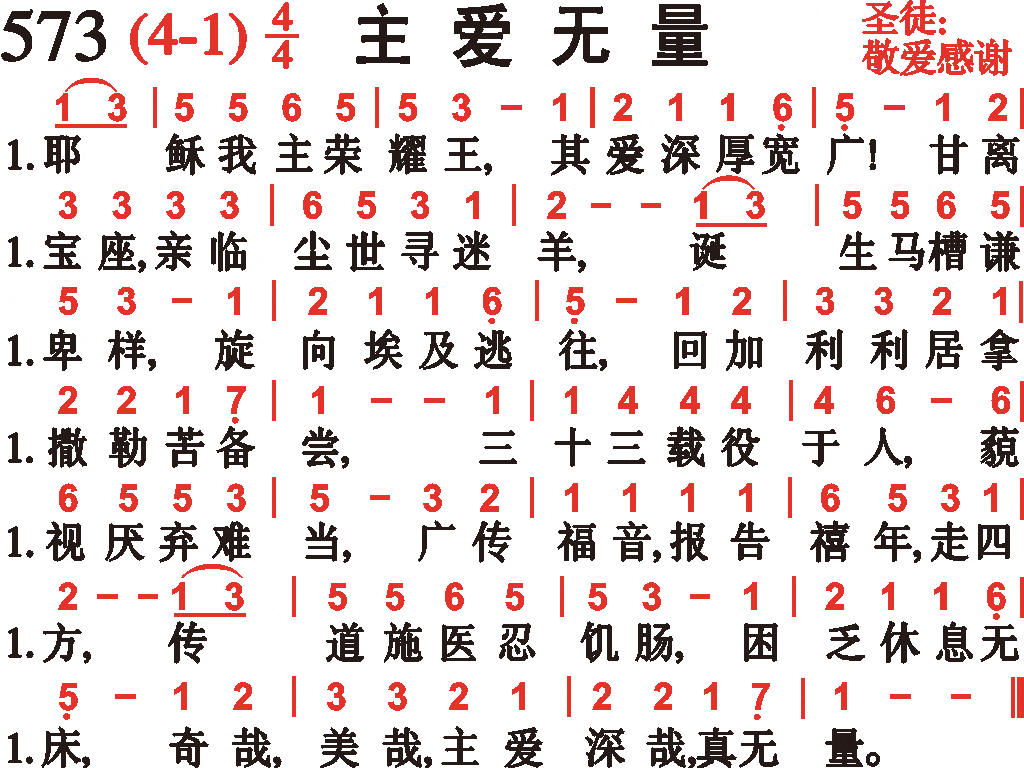 573 (4-1) 4/4 主爱无量 圣徒:
敬爱感谢
1 3 | 5 5 6 5 | 5 3 - 1 | 2 1 1 6̣ | 5̣ - 1 2
1.耶 稣我主荣耀王, 其爱深厚宽广! 甘离
3 3 3 3 | 6 5 3 1 | 2 - - 1 3 | 5 5 6 5 |
1.宝座,亲临 尘世寻迷羊, 诞 生马槽谦
5 3 - 1 | 2 1 1 6̣ | 5̣ - 1 2 | 3 3 2 1 |
1.卑样, 旋向埃及逃往, 回加利利居拿
2 2 1 7̣ | 1 - - 1 | 1 4 4 4 | 4 6 - 6 |
1.撒勒苦备尝, 三十三载役于人, 藐
6 5 5 3 | 5 - 3 2 | 1 1 1 1 | 6 5 3 1 |
1.视厌弃难当, 广传福音,报告禧年,走四
2 - - 1 3 | 5 5 6 5 | 5 3 - 1 | 2 1 1 6̣ |
1.方, 传 道施医忍饥肠, 困乏休息无
5̣ - 1 2 | 3 3 2 1 | 2 2 1 7̣ | 1 - - ‖
1.床, 奇哉,美哉,主爱深哉,真无量。